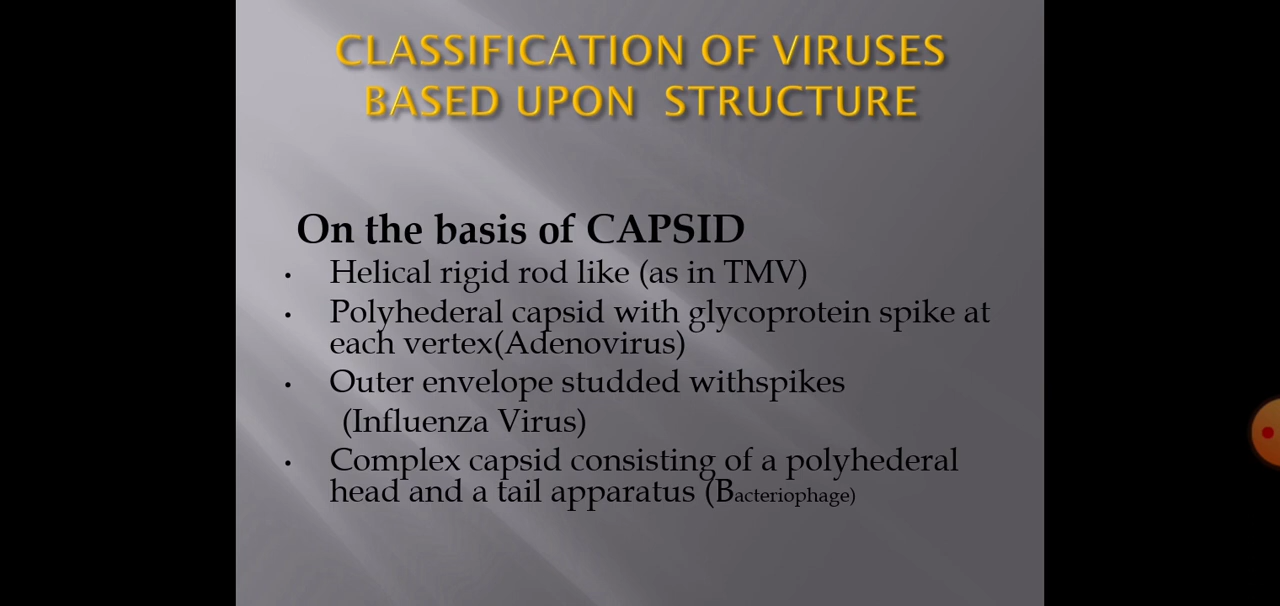 CLASSIFICATION OF VIRUSES
BASED UPON STRUCTURE
On the basis of CAPSID
• Helical rigid rod like (as in TMV)
• Polyhederal capsid with glycoprotein spike at
each vertex(Adenovirus)
• Outer envelope studded withspikes
(Influenza Virus)
• Complex capsid consisting of a polyhederal
head and a tail apparatus (Bacteriophage)